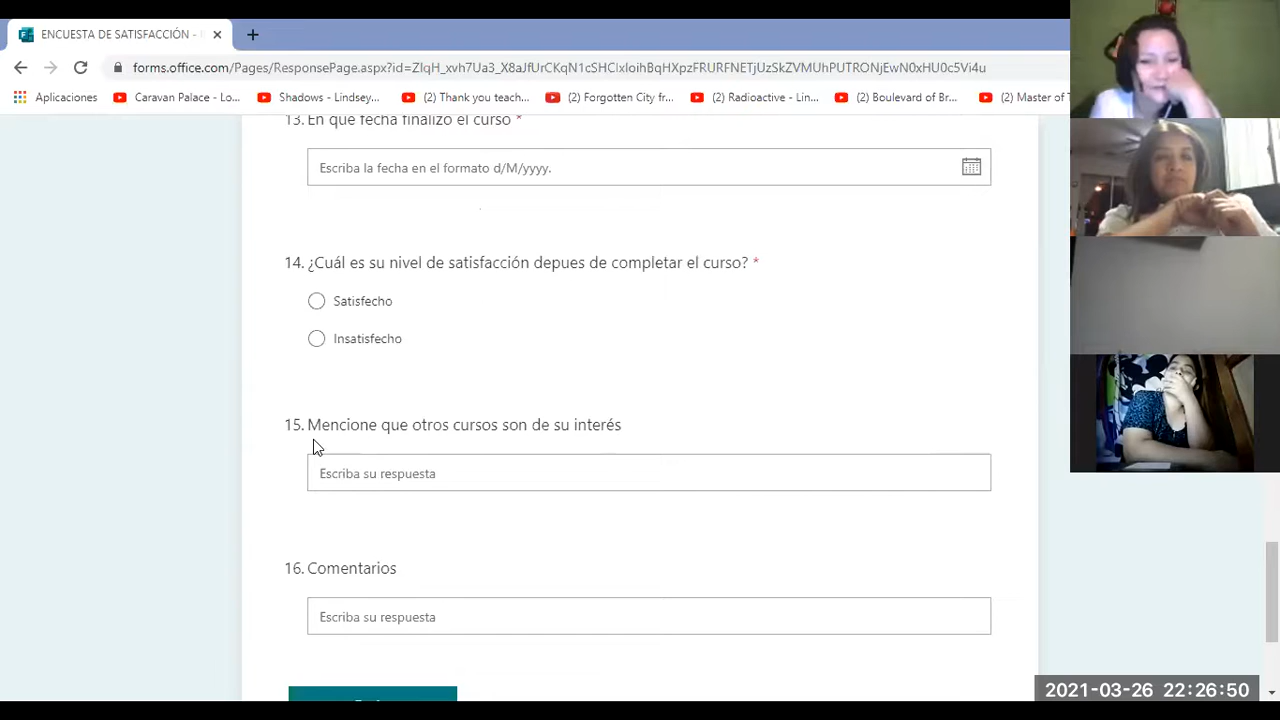 ENCUESTA DE SATISFACCIÓN -
forms.office.com/Pages/ResponsePage.aspx?id=ZIqH_xvh7Ua3_X8aJfUrCKqN1cSHClxIoihBqHXpzFRURFNETjUzSkZVMUhPUTRONjEwN0xHU0c5Vi4u
Aplicaciones
Caravan Palace - Lo...
Shadows - Lindsey...
(2) Thank you teach...
(2) Forgotten City fr...
(2) Radioactive - Lin...
(2) Boulevard of Br...
(2) Master of
13. En que fecha finalizo el curso *
Escriba la fecha en el formato d/M/yyyy.
14. ¿Cuál es su nivel de satisfacción depues de completar el curso? *
Satisfecho
Insatisfecho
15. Mencione que otros cursos son de su interés
Escriba su respuesta
16. Comentarios
Escriba su respuesta
2021-03-26 22:26:50